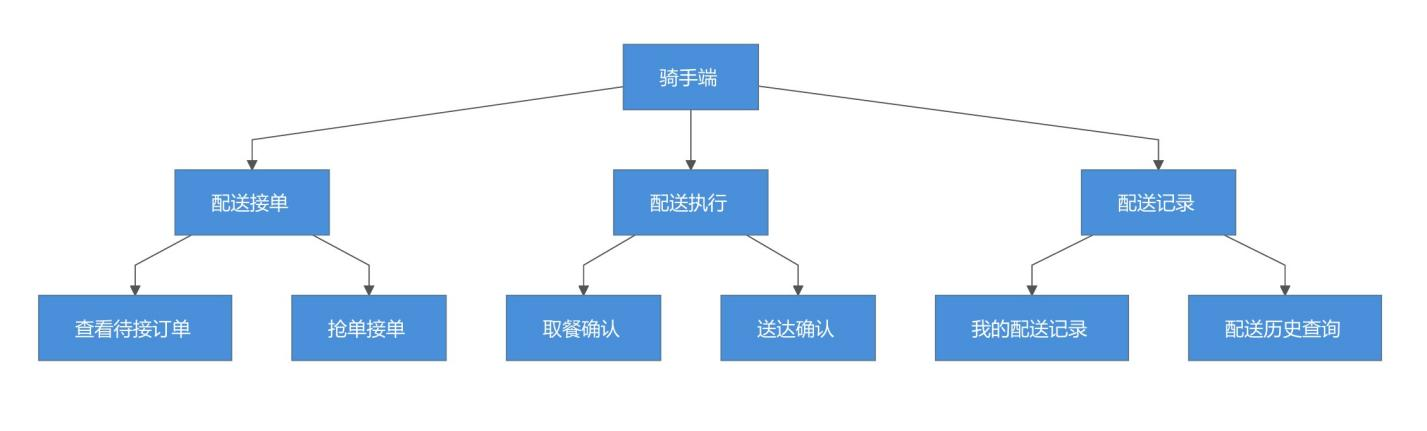 骑手端
配送接单
配送执行
配送记录
查看待接订单
抢单接单
取餐确认
送达确认
我的配送记录
配送历史查询